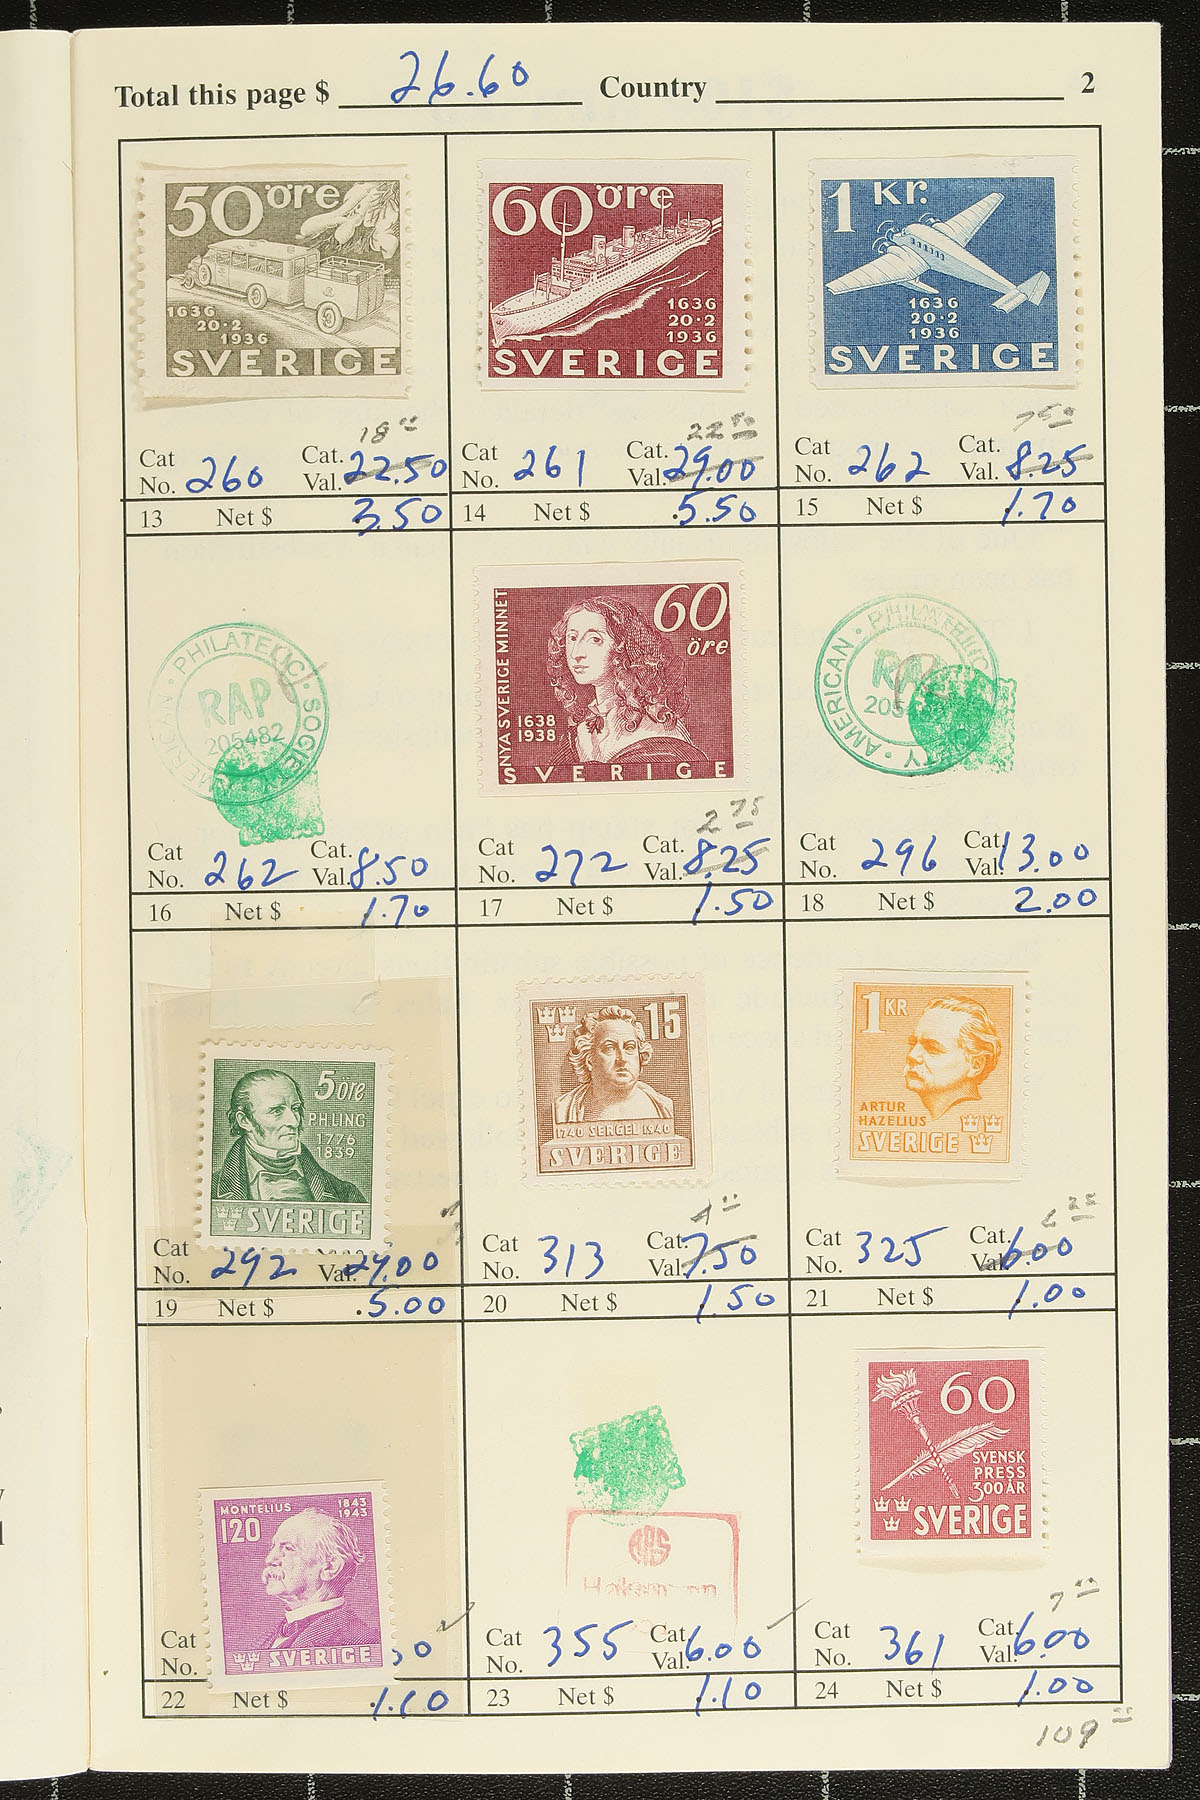 Total this page $ 26.60 Country 2
50 öre
1636
20·2
1936
SVERIGE
60 öre
1636
20·2
1936
SVERIGE
1 Kr.
1636
20·2
1936
SVERIGE
18
Cat No. 260 Cat. Val. 22.50
13 Net $ 3.50
22 50
Cat No. 261 Cat. Val. 29.00
14 Net $ 5.50
7 50
Cat No. 262 Cat. Val. 8.25
15 Net $ 1.70
AMERICAN · PHILATELIC · SOCIETY
RAP
205482
Cat No. 262 Cat. Val. 8.50
16 Net $ 1.70
NYA SVERIGE MINNET
60 öre
1638
1938
SVERIGE
2 75
Cat No. 272 Cat. Val. 8.25
17 Net $ 1.50
AMERICAN · PHILATELIC
Cat No. 296 Cat. Val. 13.00
18 Net $ 2.00
5 öre
P.H.LING
1776
1839
SVERIGE
Cat No. 292 Cat. Val. 29.00
19 Net $ 5.00
15
1740 SERGEL 1940
SVERIGE
4
Cat No. 313 Cat. Val. 7.50
20 Net $ 1.50
1 KR
ARTUR
HAZELIUS
SVERIGE
6 25
Cat No. 325 Cat. Val. 6.00
21 Net $ 1.00
MONTELIUS 1843
1943
120
SVERIGE
Cat No.
22 Net $ 1.10
APS
Cat No. 355 Cat. Val. 6.00
23 Net $ 1.10
60
SVENSK
PRESS
300 ÅR
SVERIGE
7
Cat No. 361 Cat. Val. 6.00
24 Net $ 1.00
109